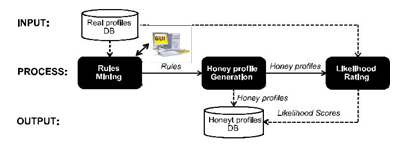 INPUT:
Real profiles
DB
GUI
PROCESS:
Rules
Mining
Rules
Honey profile
Generation
Honey profiles
Likelihood
Rating
Honey profiles
Likelihood Scores
OUTPUT:
Honeyt profiles
DB